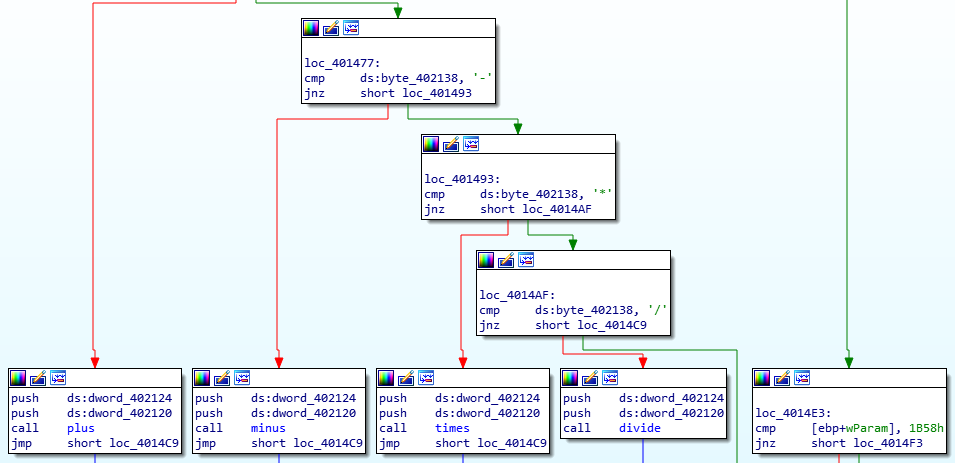 loc_401477:
cmp ds:byte_402138, '-'
jnz short loc_401493
loc_401493:
cmp ds:byte_402138, '*'
jnz short loc_4014AF
loc_4014AF:
cmp ds:byte_402138, '/'
jnz short loc_4014C9
push ds:dword_402124
push ds:dword_402120
call plus
jmp short loc_4014C9
push ds:dword_402124
push ds:dword_402120
call minus
jmp short loc_4014C9
push ds:dword_402124
push ds:dword_402120
call times
jmp short loc_4014C9
push ds:dword_402124
push ds:dword_402120
call divide
loc_4014E3:
cmp [ebp+wParam], 1B58h
jnz short loc_4014F3